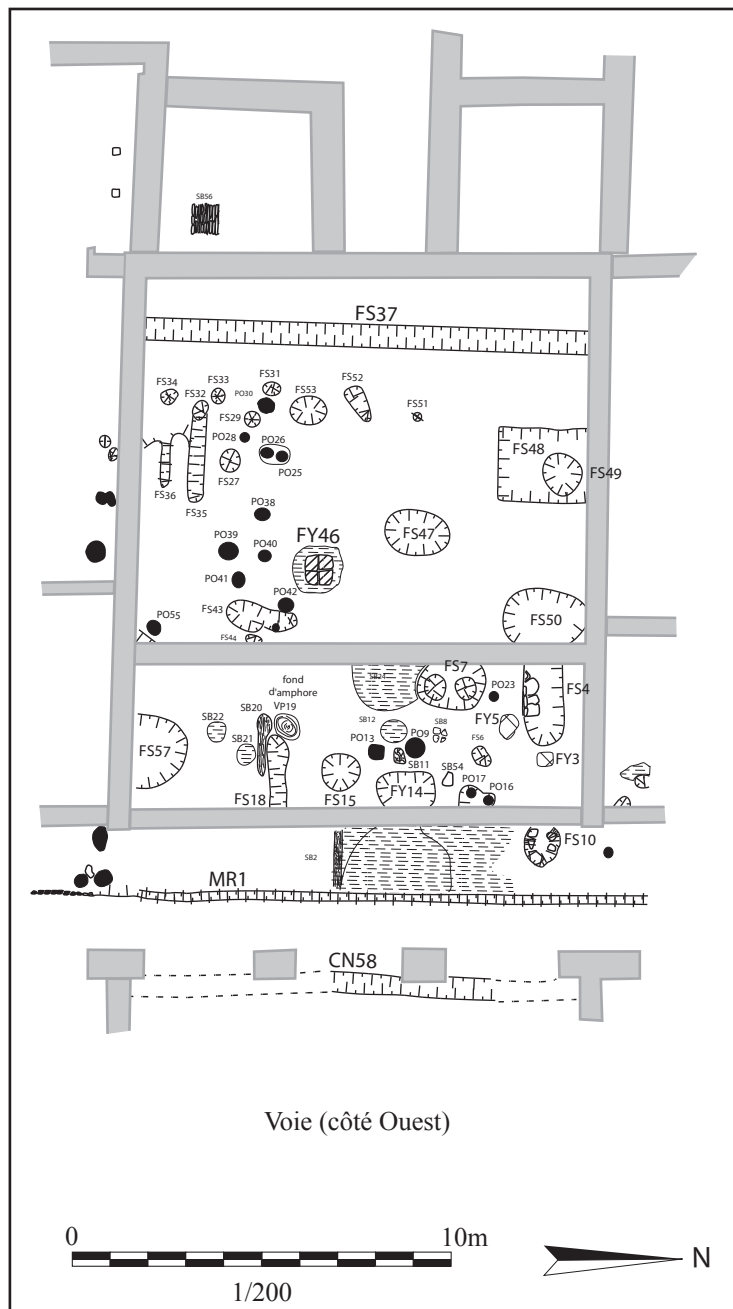 SB56
FS37
FS34
FS33
FS32
PO30
FS31
FS53
FS52
FS51
FS29
PO28
PO26
FS48
FS49
FS27
PO25
FS36
FS35
PO38
PO39
PO40
FY46
FS47
PO41
PO42
FS43
PO55
FS44
FS50
fond
d'amphore
VP19
SB24
FS7
PO23
FS4
SB22
SB20
SB12
SB8
FY5
SB21
PO13
PO9
FS6
FY3
FS57
SB11
SB54
PO17
PO16
FS18
FS15
FY14
SB2
FS10
MR1
CN58
Voie (côté Ouest)
0 10m
1/200
N